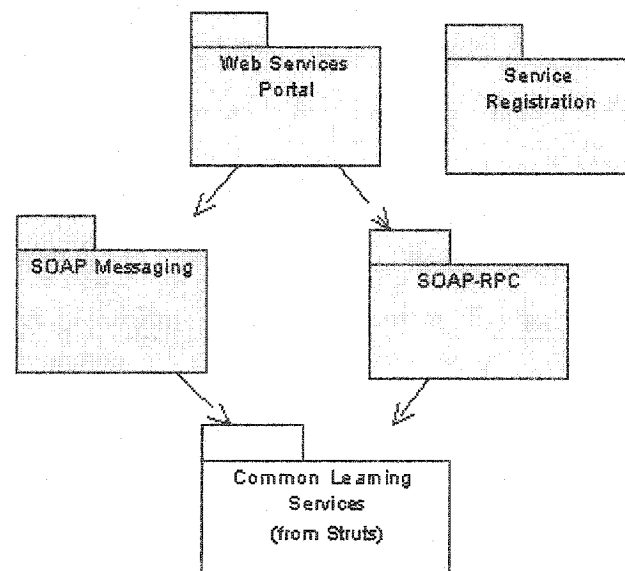 Web Services
Portal
Service
Registration
SOAP Messaging
SOAP-RPC
Common Learning
Services
(from Struts)